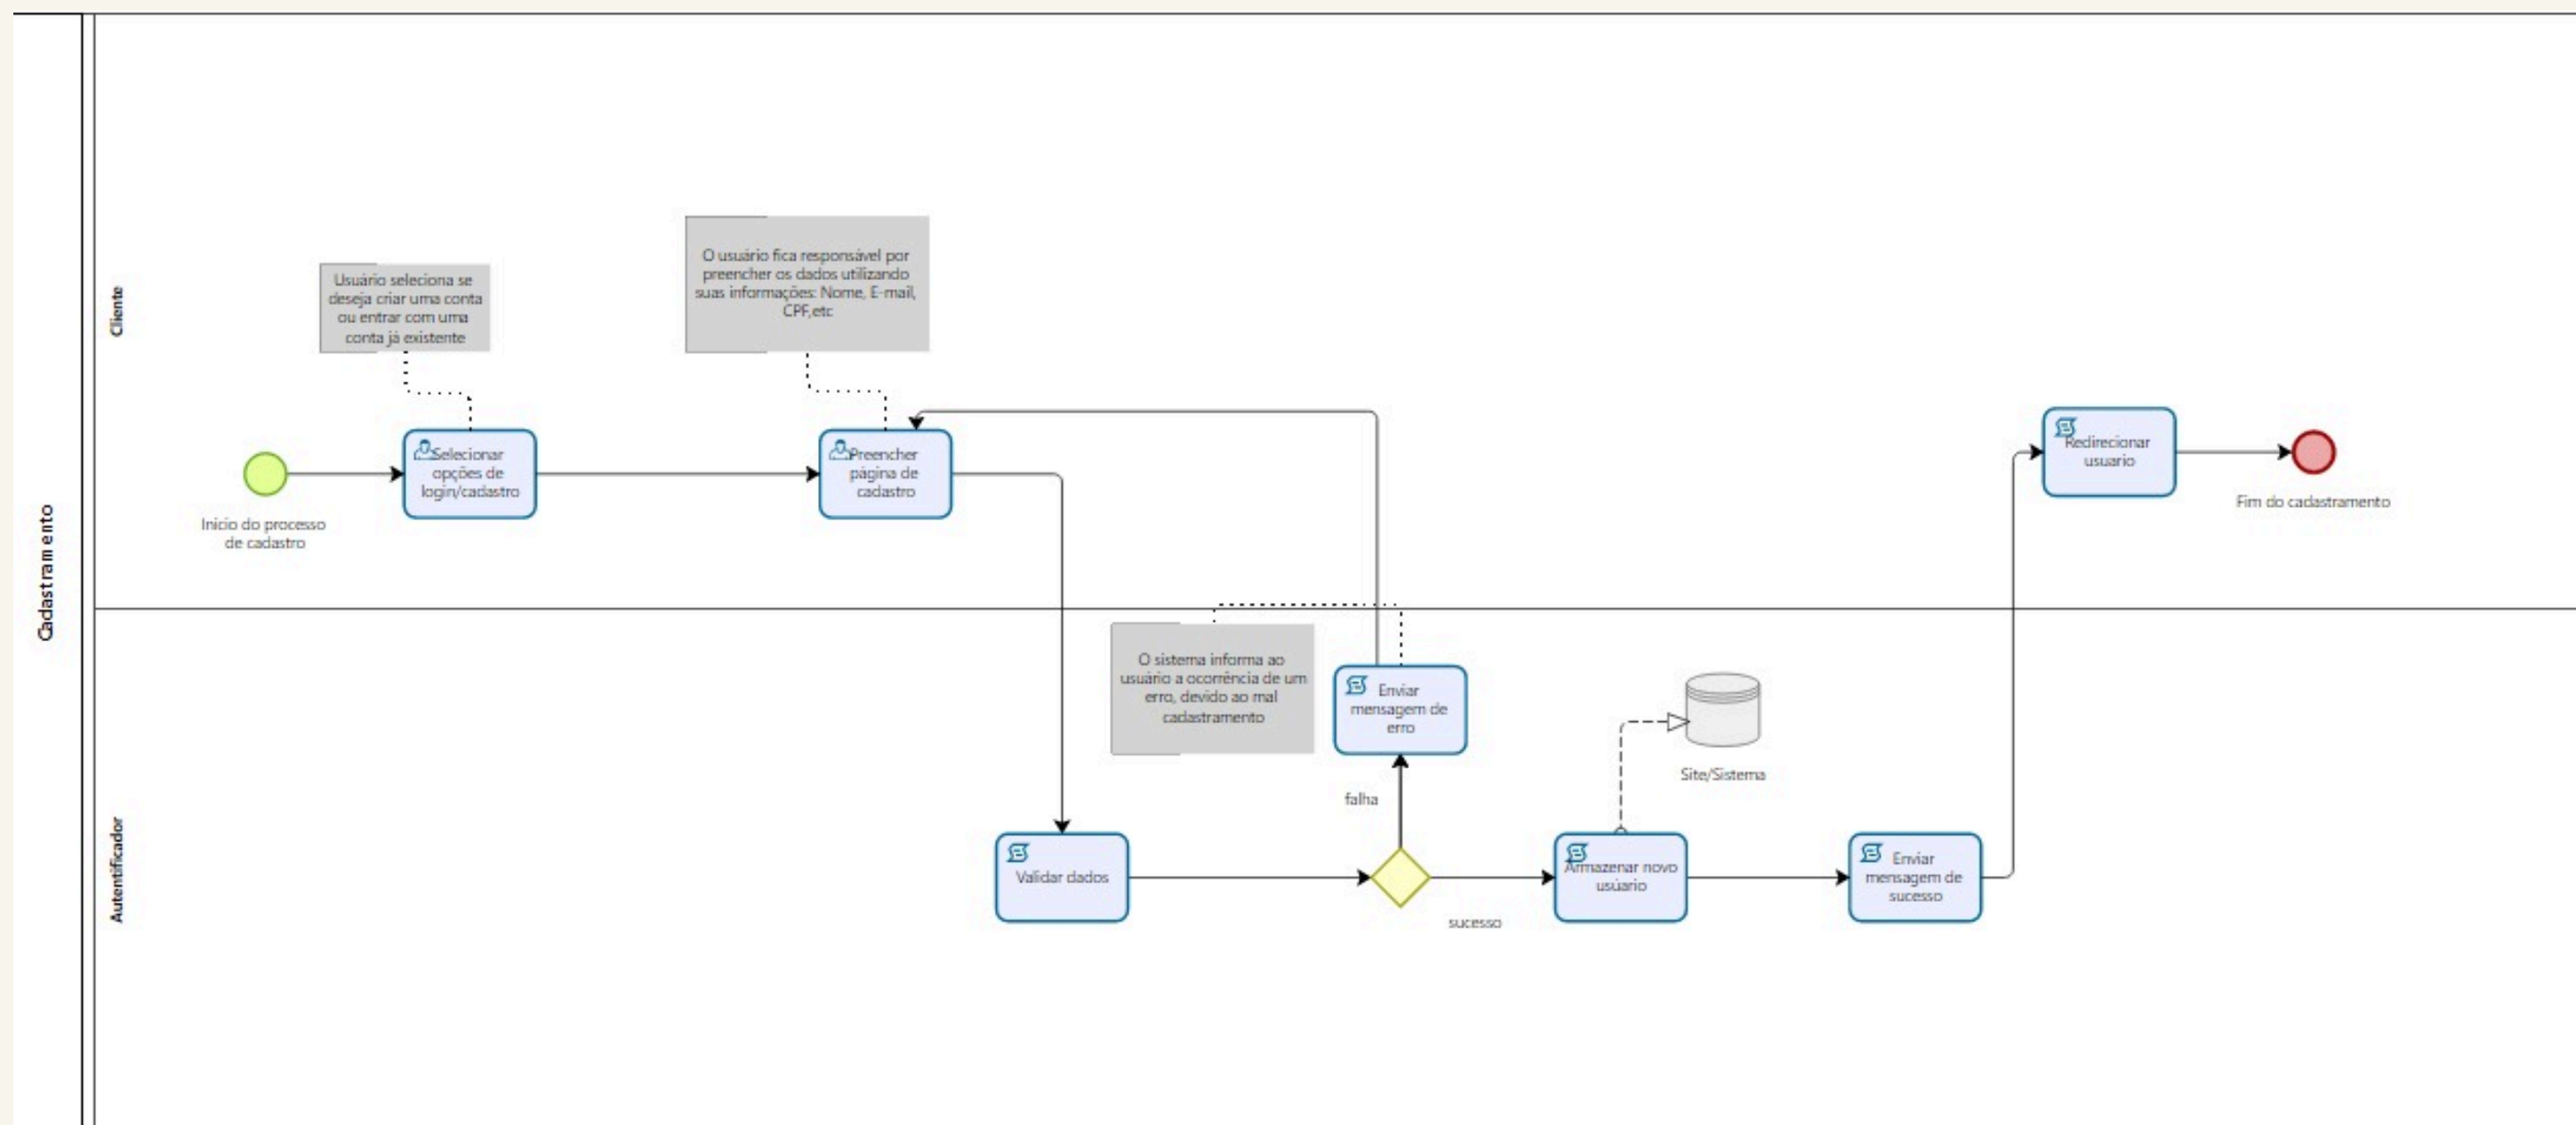 Cadastramento
Cliente
Autentificador
Usuário seleciona se
deseja criar uma conta
ou entrar com uma
conta já existente
O usuário fica responsável por
preencher os dados utilizando
suas informações: Nome, E-mail,
CPF,etc
Inicio do processo
de cadastro
Selecionar
opções de
login/cadastro
Preencher
página de
cadastro
Redirecionar
usuario
Fim do cadastramento
O sistema informa ao
usuário a ocorrência de um
erro, devido ao mal
cadastramento
Enviar
mensagem de
erro
Site/Sistema
falha
Validar dados
sucesso
Armazenar novo
usúario
Enviar
mensagem de
sucesso